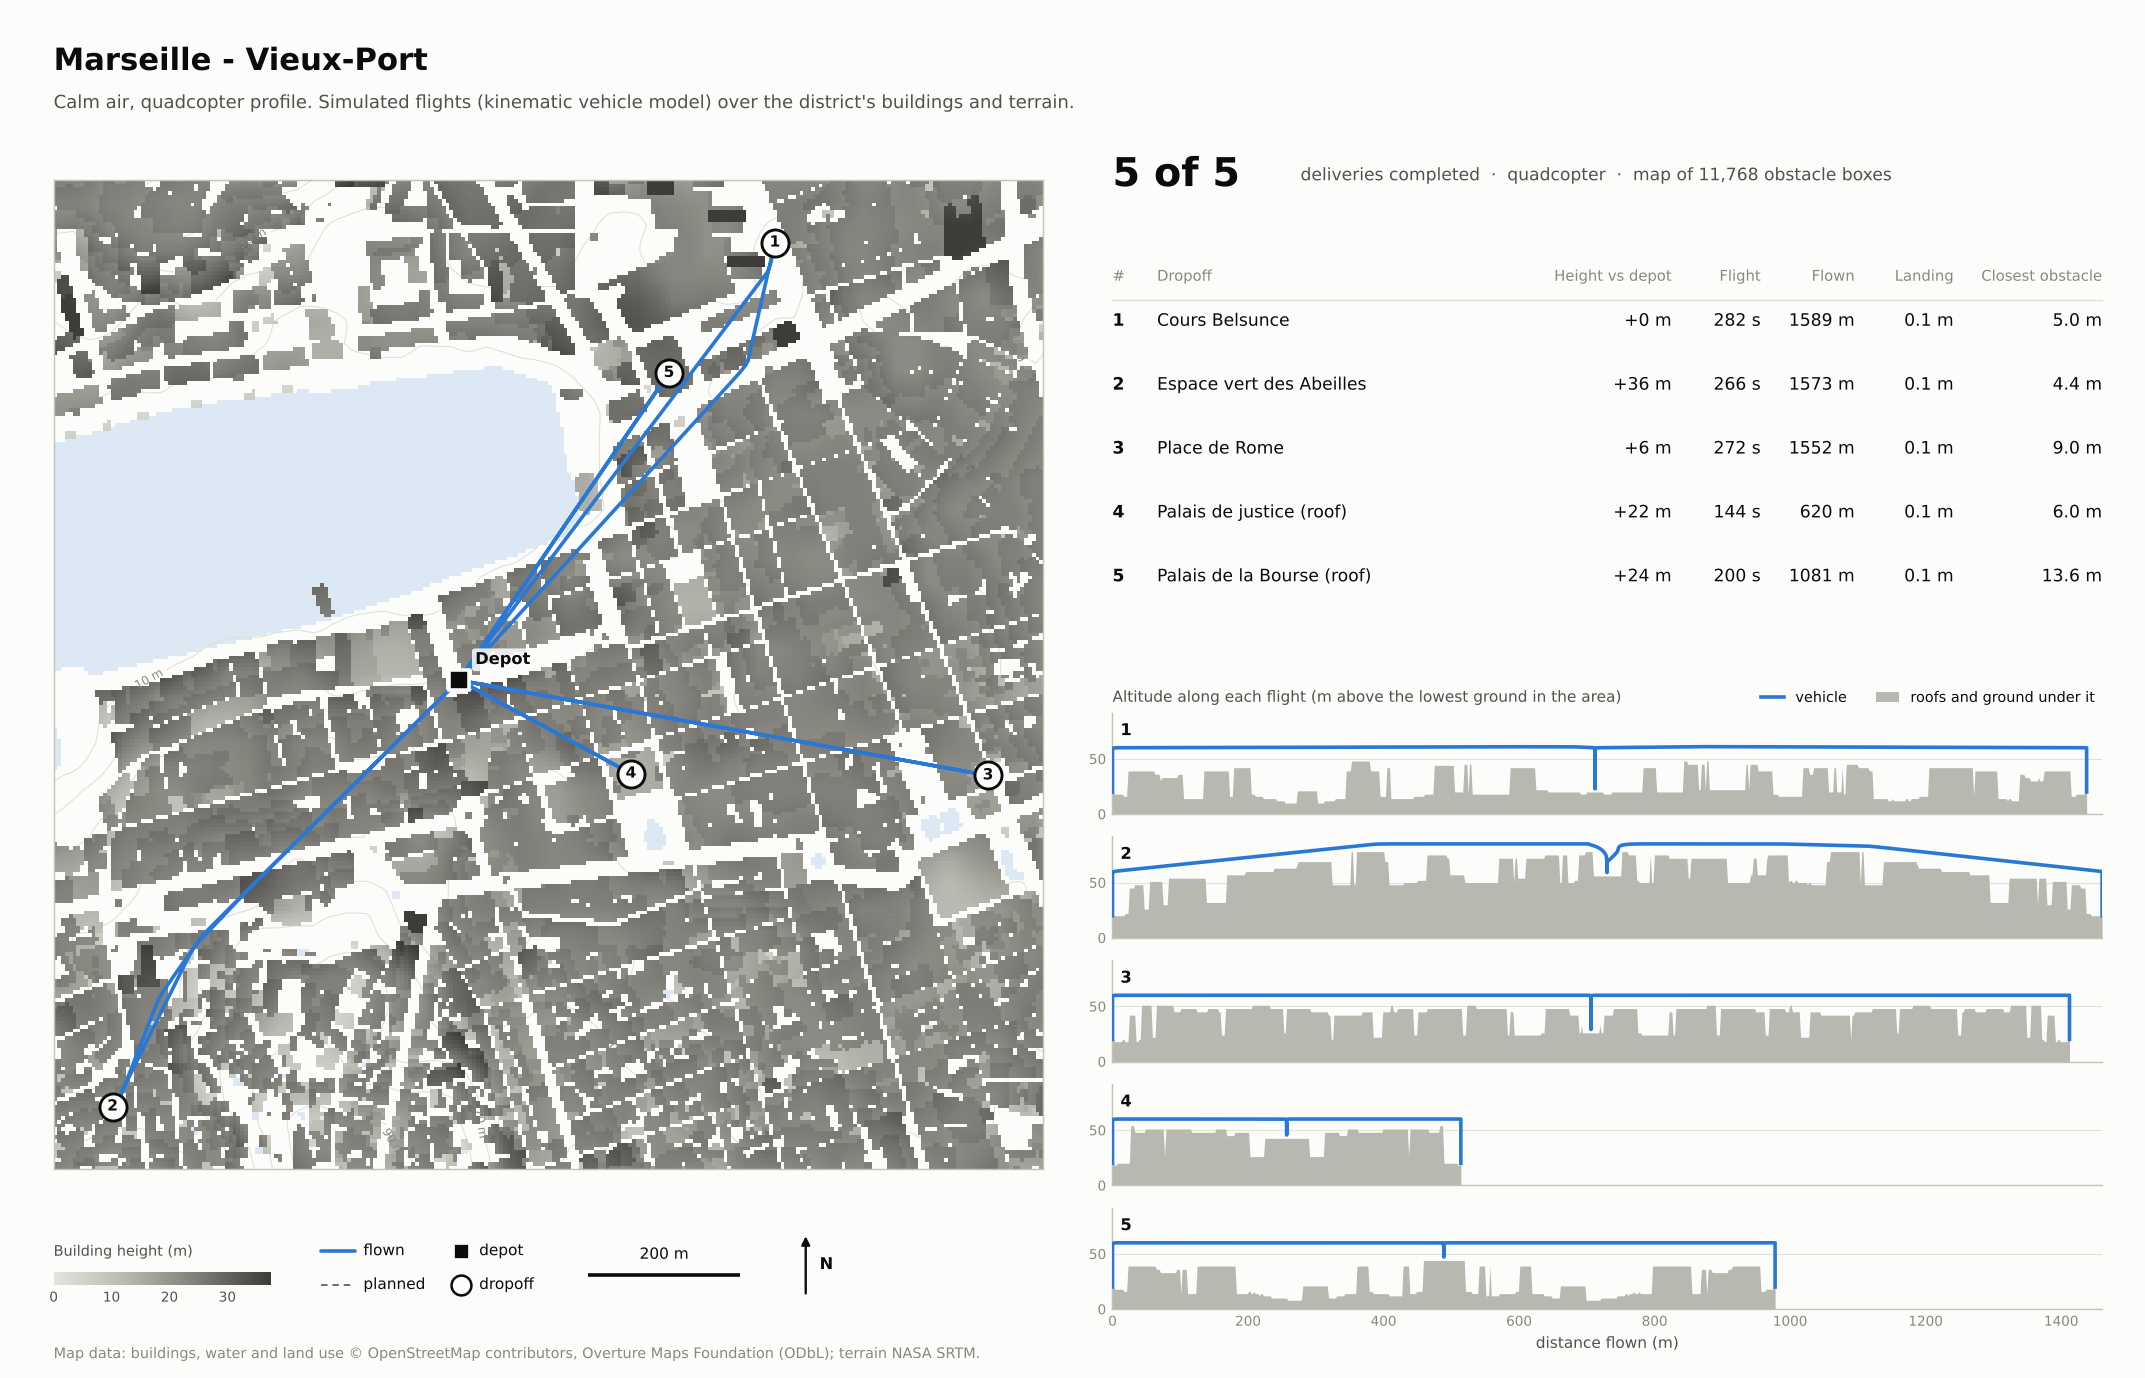 Marseille - Vieux-Port
Calm air, quadcopter profile. Simulated flights (kinematic vehicle model) over the district's buildings and terrain.
5 of 5 deliveries completed · quadcopter · map of 11,768 obstacle boxes
# Dropoff Height vs depot Flight Flown Landing Closest obstacle
1 Cours Belsunce +0 m 282 s 1589 m 0.1 m 5.0 m
2 Espace vert des Abeilles +36 m 266 s 1573 m 0.1 m 4.4 m
3 Place de Rome +6 m 272 s 1552 m 0.1 m 9.0 m
4 Palais de justice (roof) +22 m 144 s 620 m 0.1 m 6.0 m
5 Palais de la Bourse (roof) +24 m 200 s 1081 m 0.1 m 13.6 m
1
5
Depot
10 m
4
3
2
Altitude along each flight (m above the lowest ground in the area)
vehicle
roofs and ground under it
1
50
0
2
50
0
3
50
0
4
50
0
5
50
0
0 200 400 600 800 1000 1200 1400
distance flown (m)
Building height (m)
0 10 20 30
flown
planned
depot
dropoff
200 m
N
Map data: buildings, water and land use © OpenStreetMap contributors, Overture Maps Foundation (ODbL); terrain NASA SRTM.